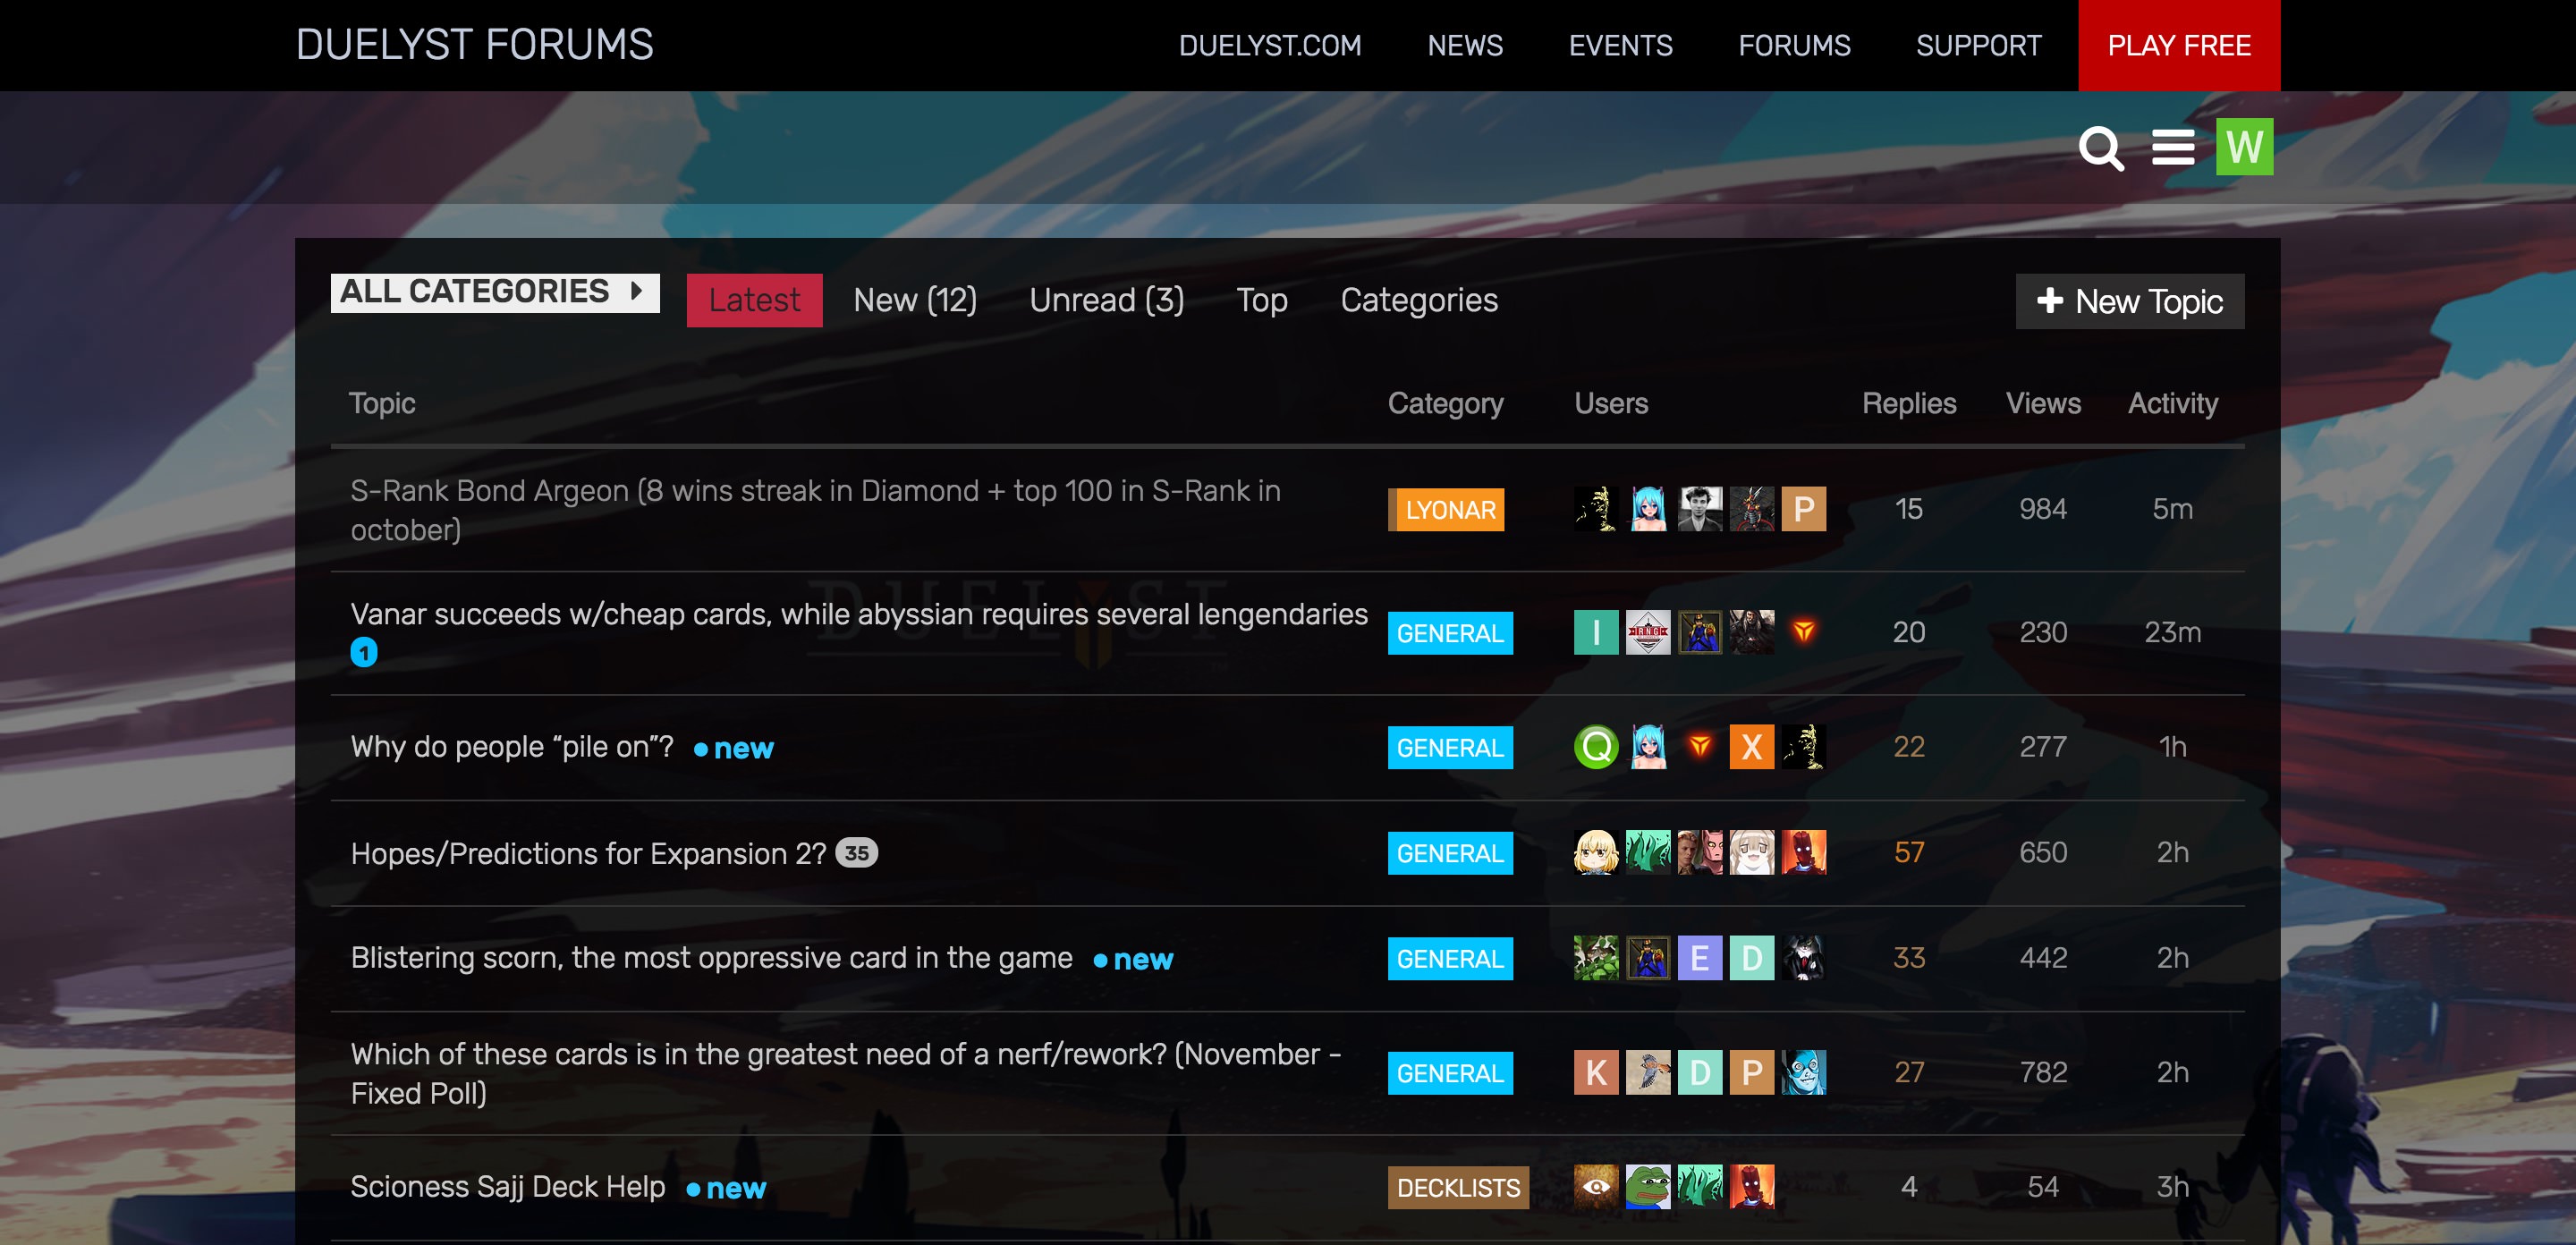 DUELYST FORUMS
DUELYST.COM NEWS EVENTS FORUMS SUPPORT PLAY FREE
W
ALL CATEGORIES Latest New (12) Unread (3) Top Categories + New Topic
Topic Category Users Replies Views Activity
S-Rank Bond Argeon (8 wins streak in Diamond + top 100 in S-Rank in
october)
LYONAR P 15 984 5m
Vanar succeeds w/cheap cards, while abyssian requires several lengendaries
1
GENERAL I RNG 20 230 23m
DUELYST
Why do people “pile on”? new GENERAL Q X 22 277 1h
Hopes/Predictions for Expansion 2? 35 GENERAL 57 650 2h
Blistering scorn, the most oppressive card in the game new GENERAL E D 33 442 2h
Which of these cards is in the greatest need of a nerf/rework? (November -
Fixed Poll)
GENERAL K D P 27 782 2h
Scioness Sajj Deck Help new DECKLISTS 4 54 3h